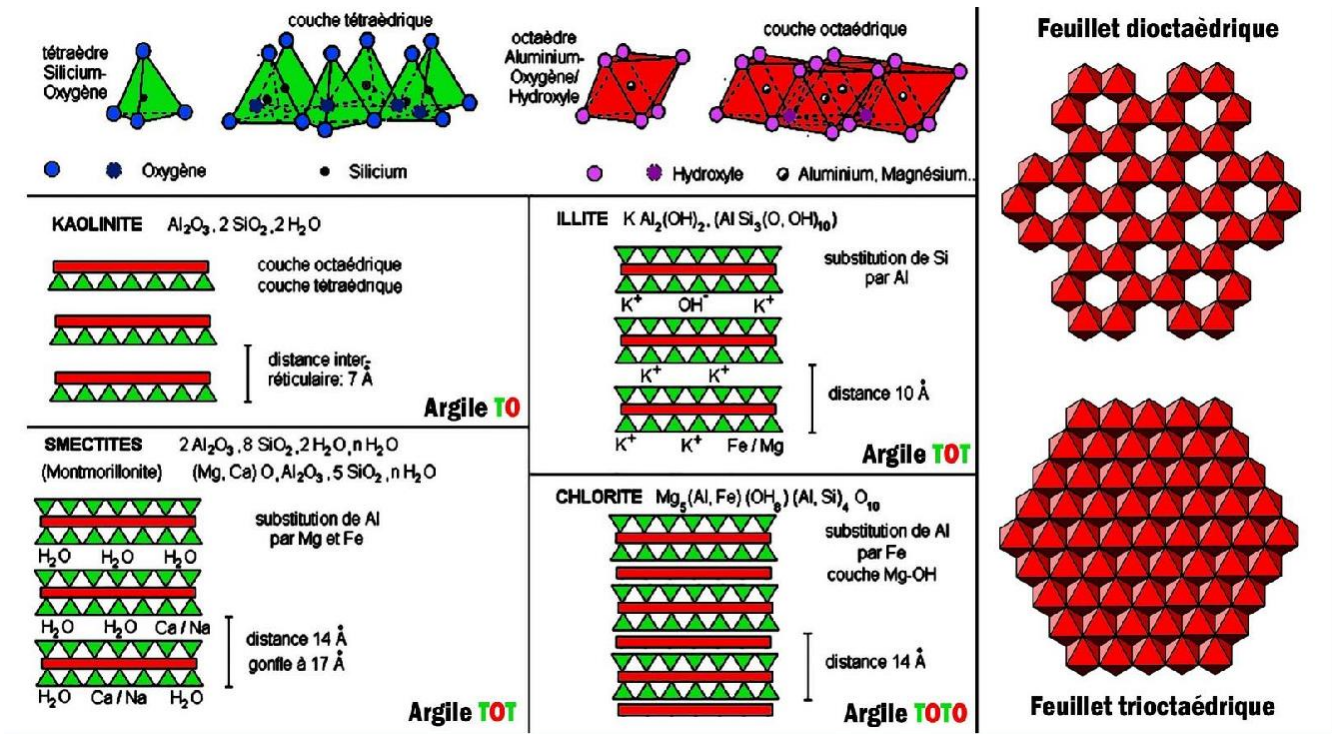 couche tétraèdrique
tétraèdre
Silicium-
Oxygène
octaèdre
Aluminium-
Oxygène/
Hydroxyle
couche octaédrique
Oxygène
Silicium
Hydroxyle
Aluminium, Magnésium..
Feuillet dioctaèdrique
KAOLINITE Al2O3,2 SiO2,2 H2O
couche octaédrique
couche tètraèdrique
distance inter-
réticulaire: 7 Å
Argile TO
ILLITE K Al2(OH)2, (Al Si3(O, OH)10)
substitution de Si
par Al
K+ OH- K+
K+ K+
distance 10 Å
K+ K+ Fe / Mg
Argile TOT
SMECTITES 2 Al2O3,8 SiO2,2 H2O,n H2O
(Montmorillonite) (Mg, Ca) O,Al2O3,5 SiO2,n H2O
substitution de Al
par Mg et Fe
H2O H2O H2O
H2O H2O Ca / Na
distance 14 Å
gonfle à 17 Å
H2O Ca / Na H2O
Argile TOT
CHLORITE Mg5(Al, Fe) (OH8) (Al, Si)4 O10
substitution de Al
par Fe
couche Mg-OH
distance 14 Å
Argile TOTO
Feuillet trioctaédrique